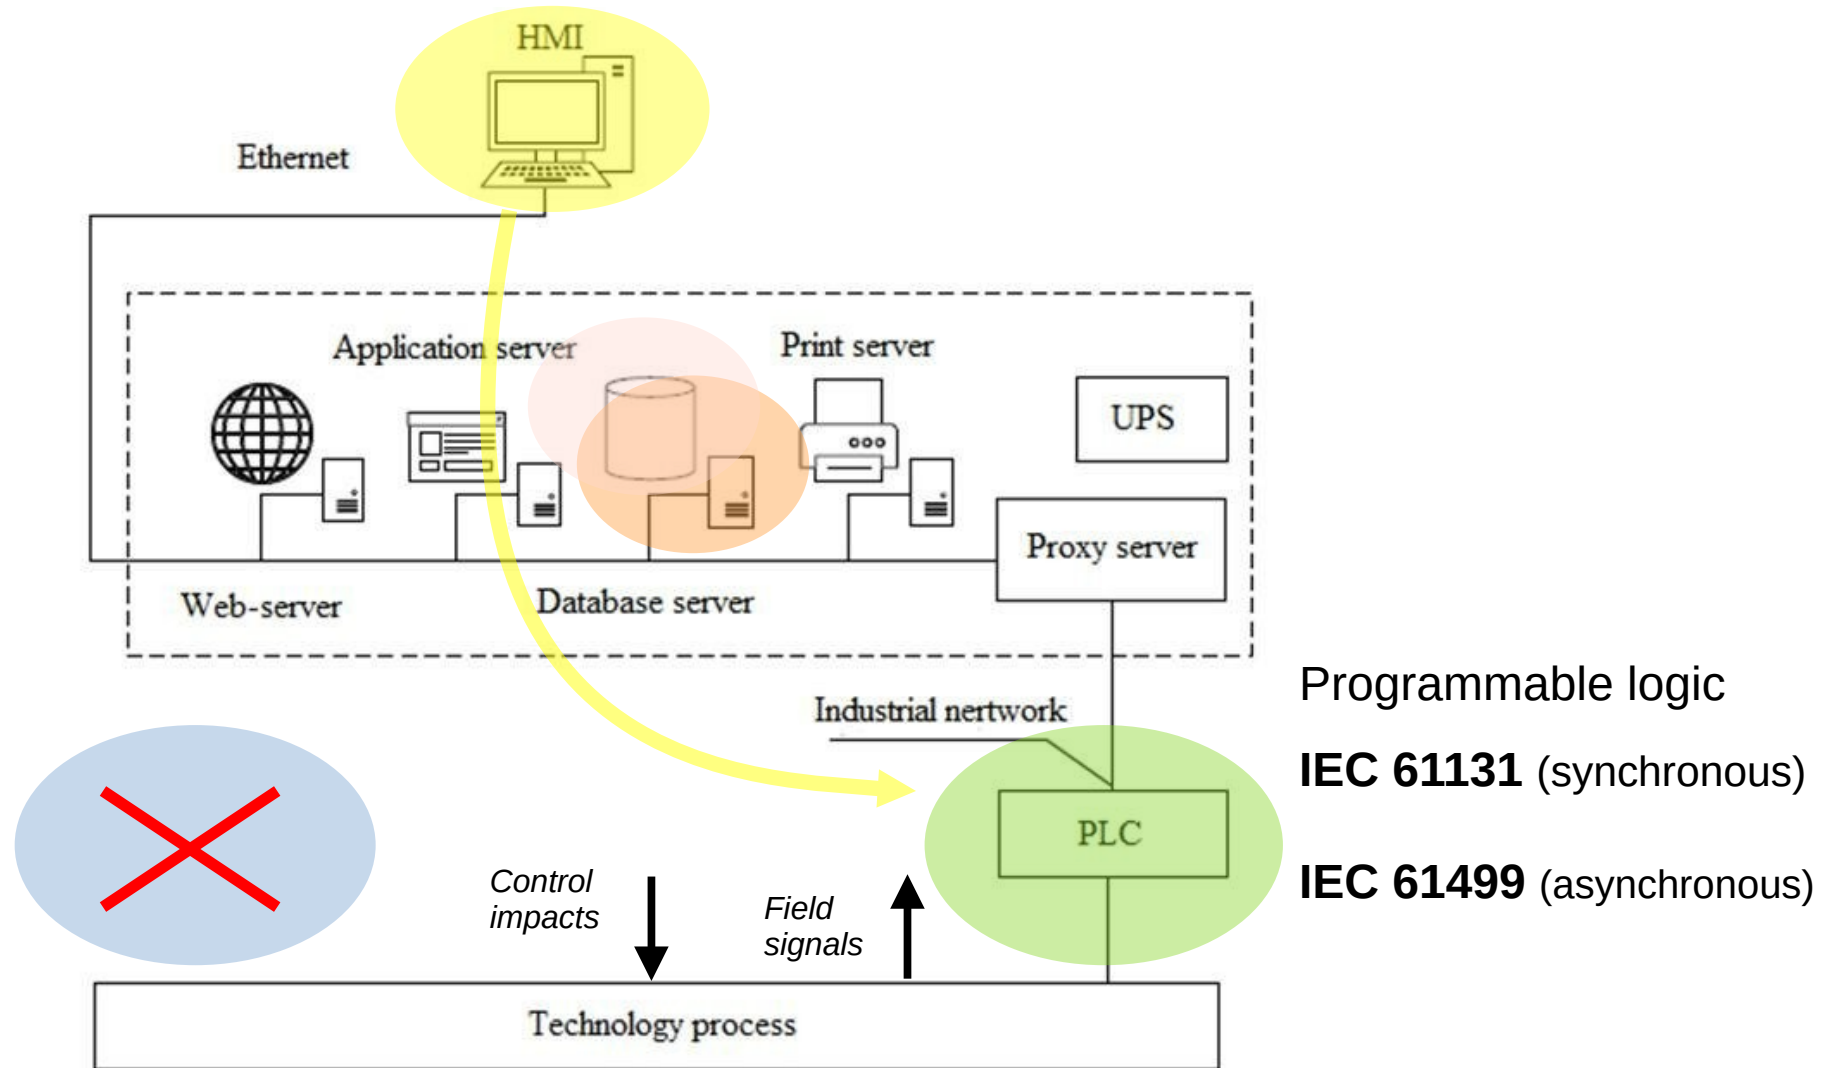 HMI
Ethernet
Application server
Print server
UPS
Proxy server
Web-server
Database server
Industrial nertwork
Programmable logic
IEC 61131 (synchronous)
PLC
IEC 61499 (asynchronous)
Control
impacts
Field
signals
Technology process